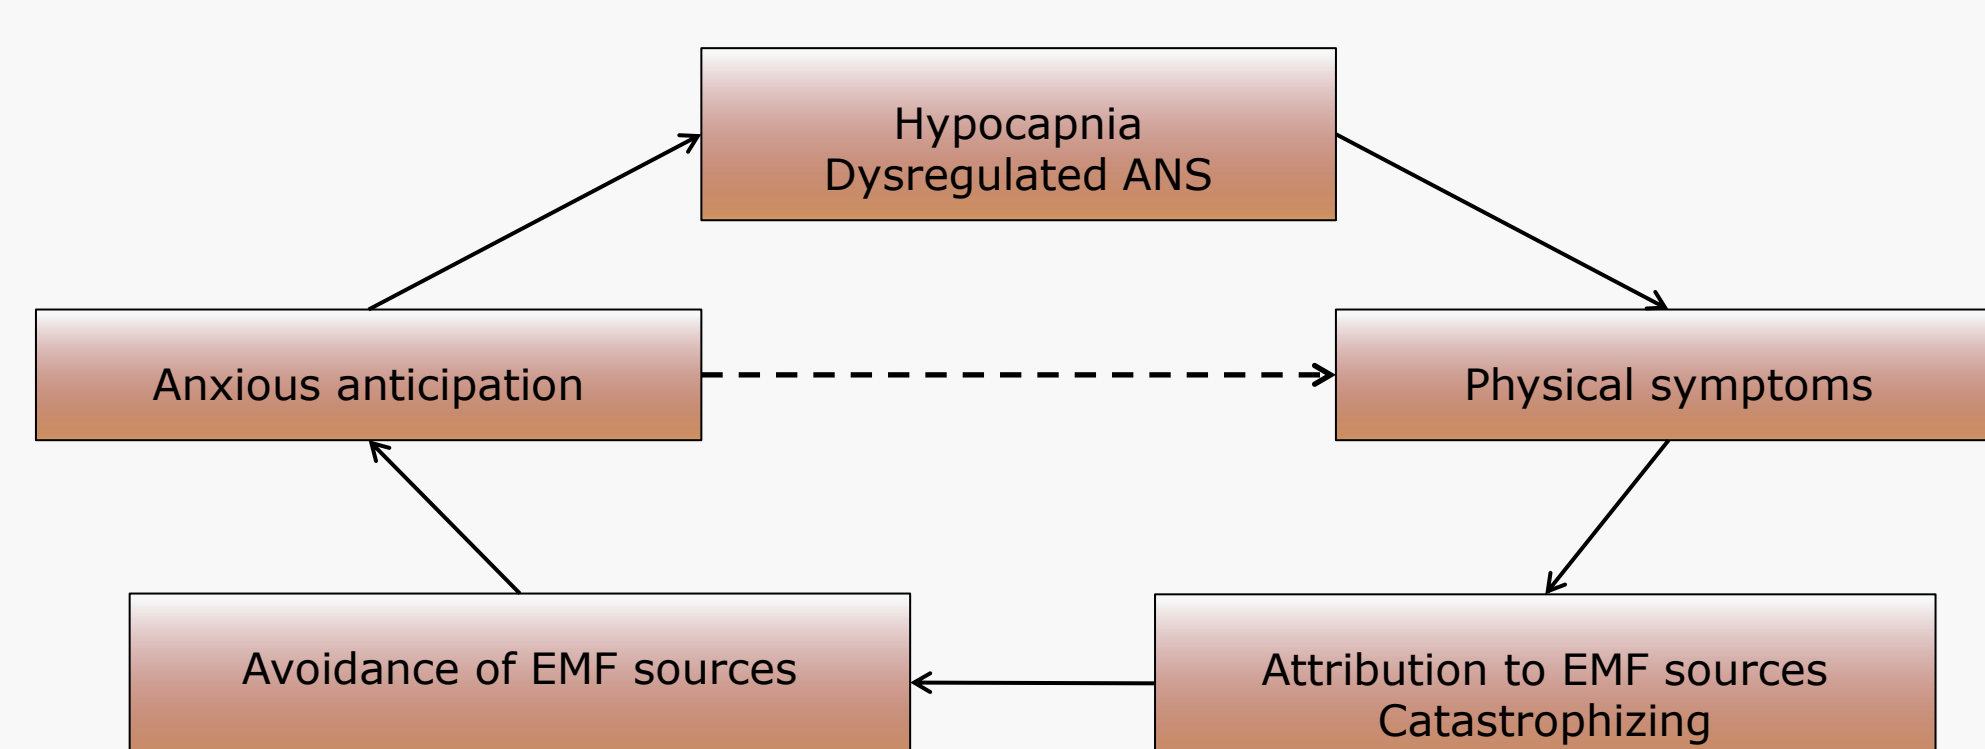 Hypocapnia
Dysregulated ANS
Anxious anticipation
Physical symptoms
Avoidance of EMF sources
Attribution to EMF sources
Catastrophizing